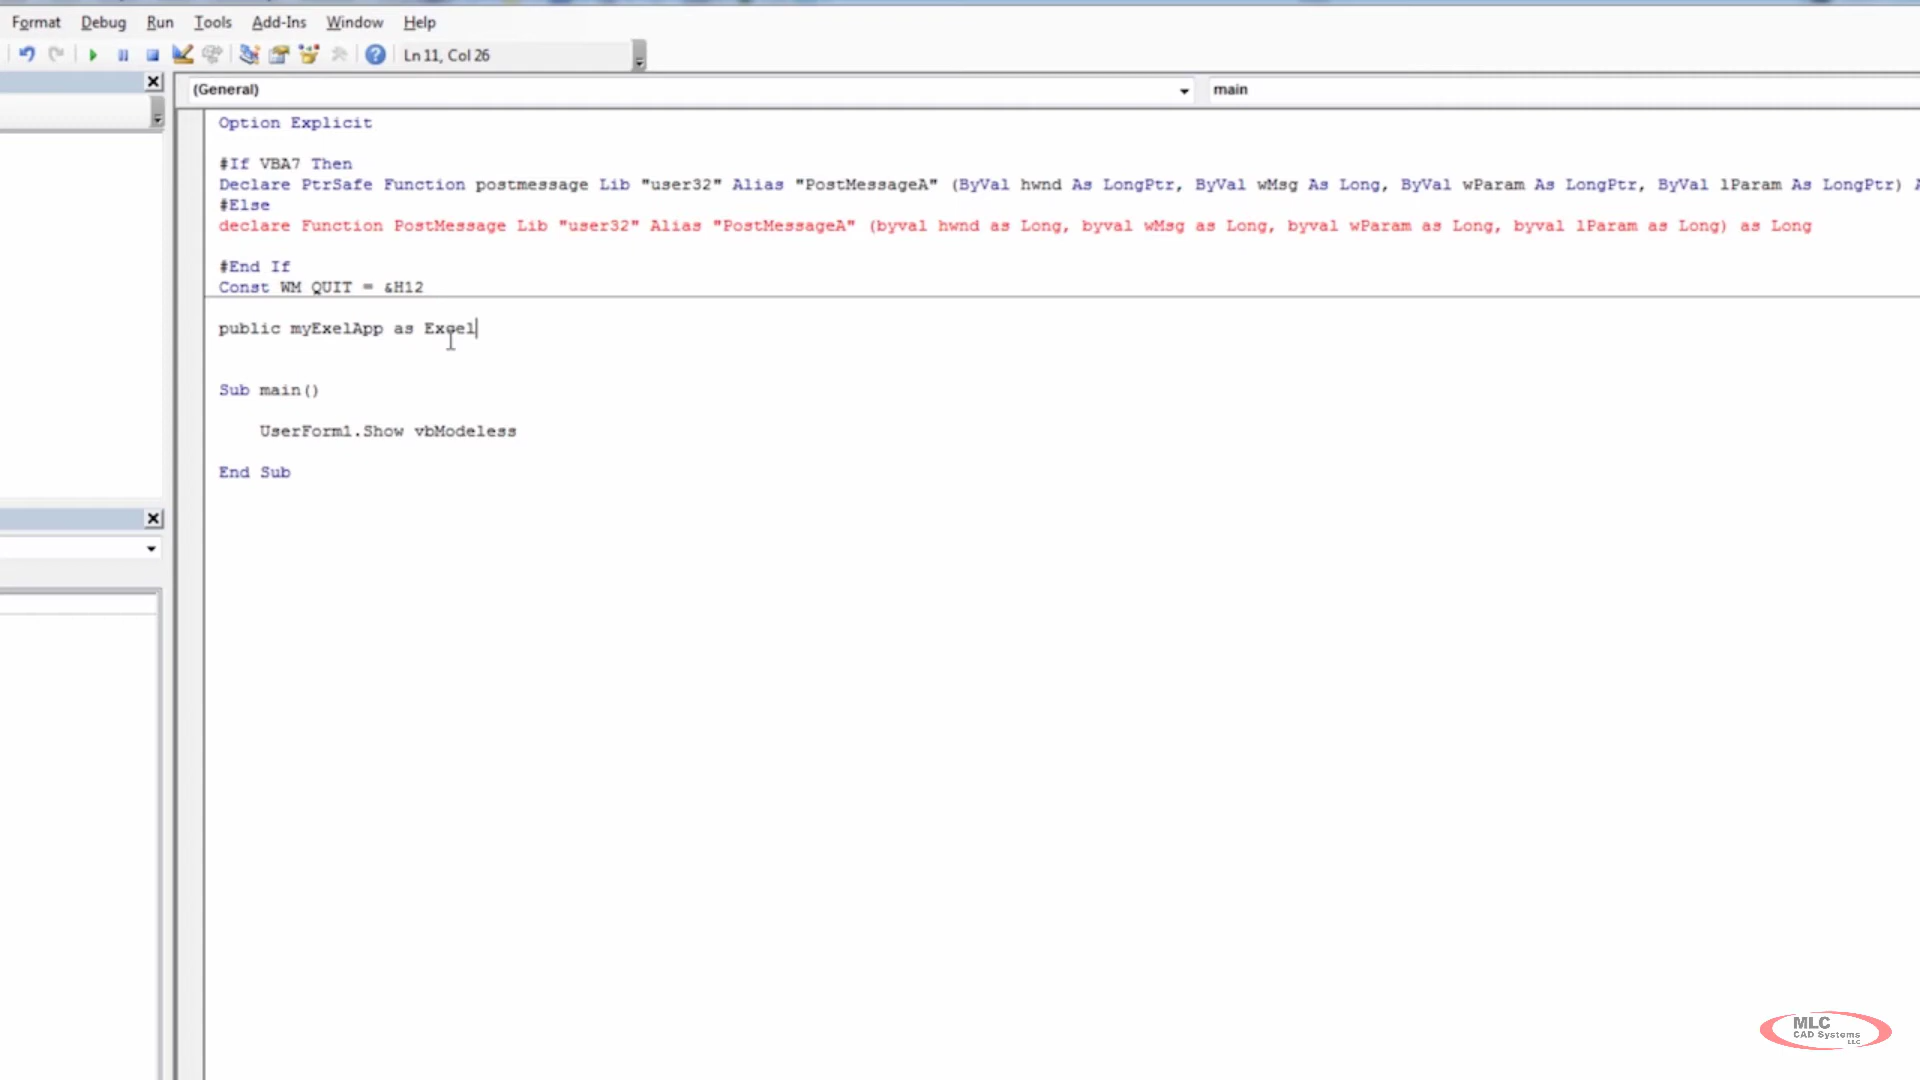 Format Debug Run Tools Add-Ins Window Help
Ln 11, Col 26
(General) main
Option Explicit
#If VBA7 Then
Declare PtrSafe Function postmessage Lib "user32" Alias "PostMessageA" (ByVal hwnd As LongPtr, ByVal wMsg As Long, ByVal wParam As LongPtr, ByVal lParam As LongPtr)
#Else
declare Function PostMessage Lib "user32" Alias "PostMessageA" (byval hwnd as Long, byval wMsg as Long, byval wParam as Long, byval lParam as Long) as Long
#End If
Const WM_QUIT = &H12
public myExelApp as Excel
Sub main()
UserForm1.Show vbModeless
End Sub
MLC
CAD Systems
LLC